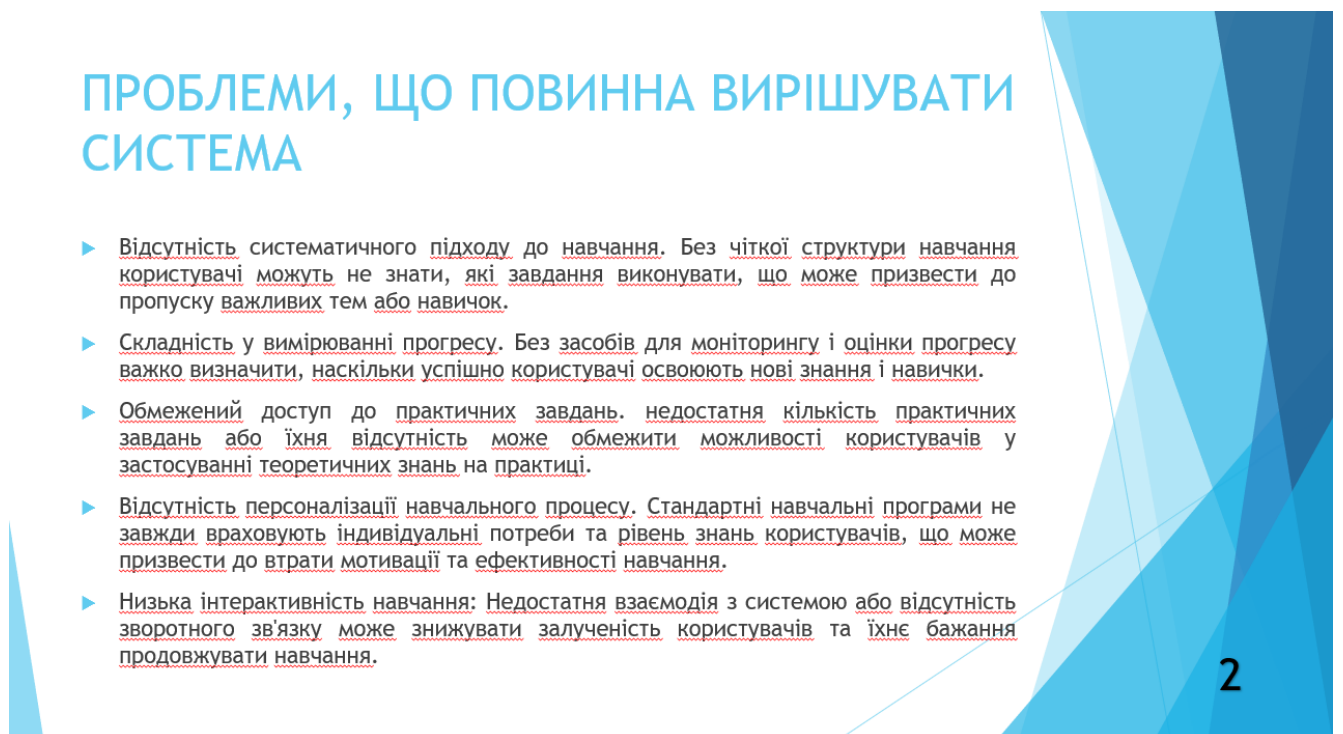 ПРОБЛЕМИ, ЩО ПОВИННА ВИРІШУВАТИ
СИСТЕМА
Відсутність систематичного підходу до навчання. Без чіткої структури навчання
користувачі можуть не знати, які завдання виконувати, що може призвести до
пропуску важливих тем або навичок.
Складність у вимірюванні прогресу. Без засобів для моніторингу і оцінки прогресу
важко визначити, наскільки успішно користувачі освоюють нові знання і навички.
Обмежений доступ до практичних завдань. недостатня кількість практичних
завдань або їхня відсутність може обмежити можливості користувачів у
застосуванні теоретичних знань на практиці.
Відсутність персоналізації навчального процесу. Стандартні навчальні програми не
завжди враховують індивідуальні потреби та рівень знань користувачів, що може
призвести до втрати мотивації та ефективності навчання.
Низька інтерактивність навчання: Недостатня взаємодія з системою або відсутність
зворотного зв'язку може знижувати залученість користувачів та їхнє бажання
продовжувати навчання.
2